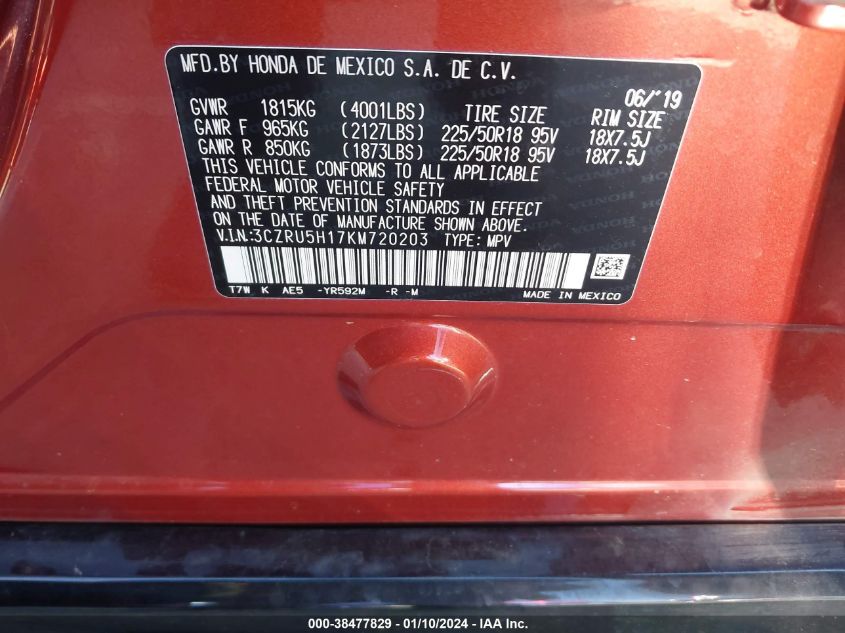 MFD.BY HONDA DE MEXICO S.A. DE C.V.
06/'19
GVWR 1815KG (4001LBS) TIRE SIZE RIM SIZE
GAWR F 965KG (2127LBS) 225/50R18 95V 18X7.5J
GAWR R 850KG (1873LBS) 225/50R18 95V 18X7.5J
THIS VEHICLE CONFORMS TO ALL APPLICABLE
FEDERAL MOTOR VEHICLE SAFETY
AND THEFT PREVENTION STANDARDS IN EFFECT
ON THE DATE OF MANUFACTURE SHOWN ABOVE
V.I.N:3CZRU5H17KM720203 TYPE: MPV
T7W K AE5 -YR592M -R -M MADE IN MEXICO
000-38477829 - 01/10/2024 - IAA